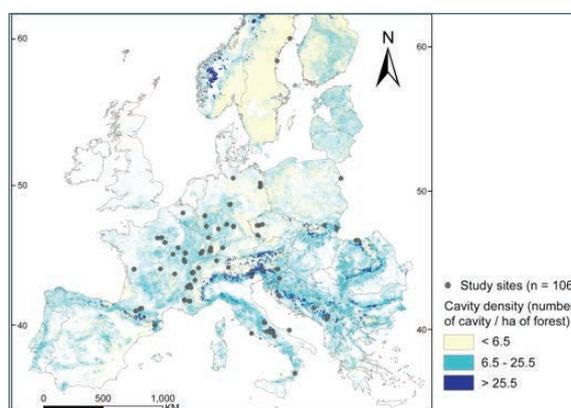 60
60
N
50
50
40
40
0
500
1,000
KM
Study sites (n = 106
Cavity density (number
of cavity / ha of forest)
< 6.5
6.5 - 25.5
> 25.5